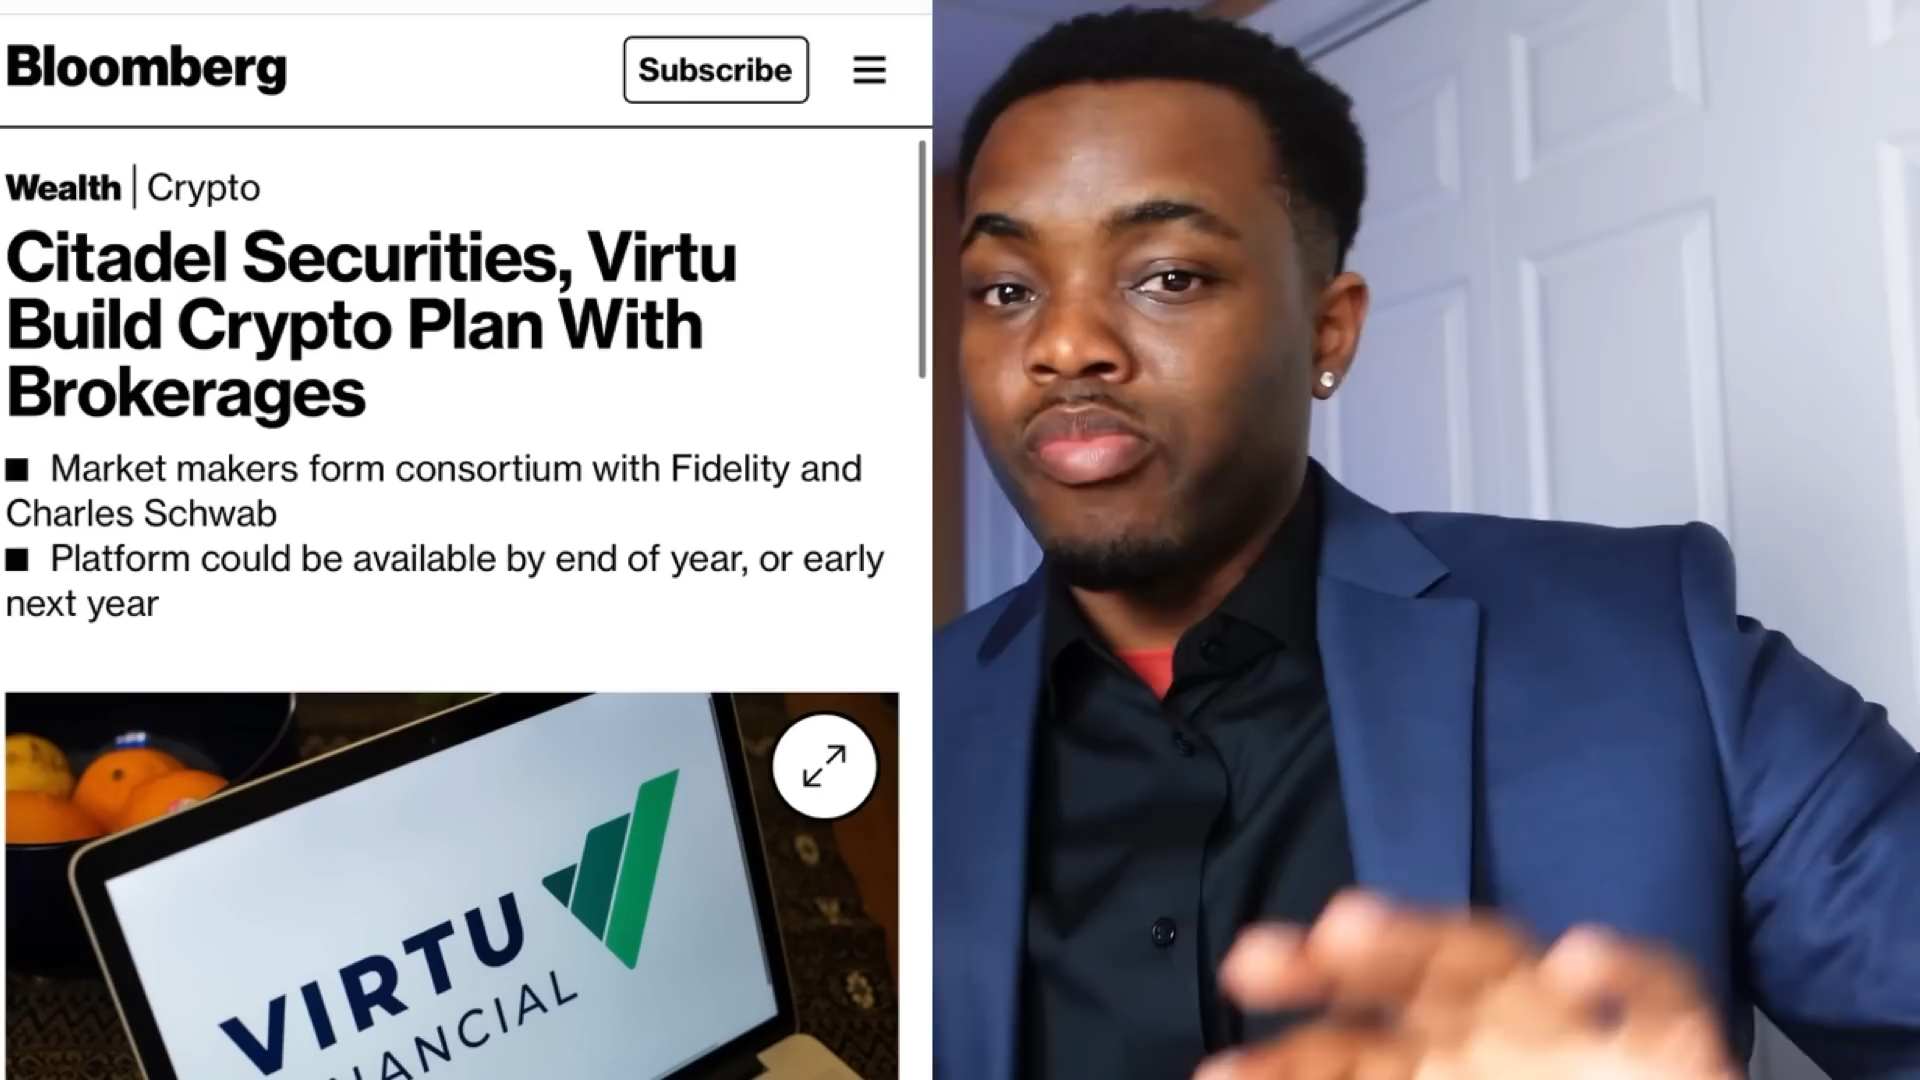 Bloomberg
Subscribe
Wealth | Crypto
Citadel Securities, Virtu
Build Crypto Plan With
Brokerages
■ Market makers form consortium with Fidelity and
Charles Schwab
■ Platform could be available by end of year, or early
next year
VIRTU
NANCIAL